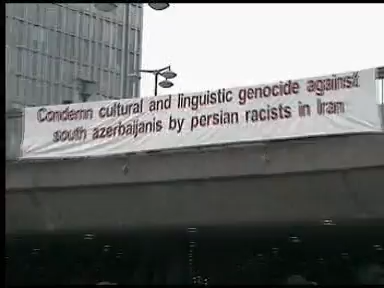 Condemn cultural and linguistic genocide against
south azerbaijanis by persian racists in Iran